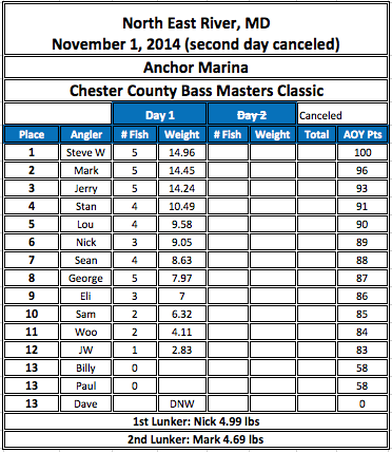 North East River, MD
November 1, 2014 (second day canceled)
Anchor Marina
Chester County Bass Masters Classic
Day 1 Day 2 Canceled
Place Angler # Fish Weight # Fish Weight Total AOY Pts
1 Steve W 5 14.96 100
2 Mark 5 14.45 96
3 Jerry 5 14.24 93
4 Stan 4 10.49 91
5 Lou 4 9.58 90
6 Nick 3 9.05 89
7 Sean 4 8.63 88
8 George 5 7.97 87
9 Eli 3 7 86
10 Sam 2 6.32 85
11 Woo 2 4.11 84
12 JW 1 2.83 83
13 Billy 0 58
13 Paul 0 58
13 Dave DNW 0
1st Lunker: Nick 4.99 lbs
2nd Lunker: Mark 4.69 lbs